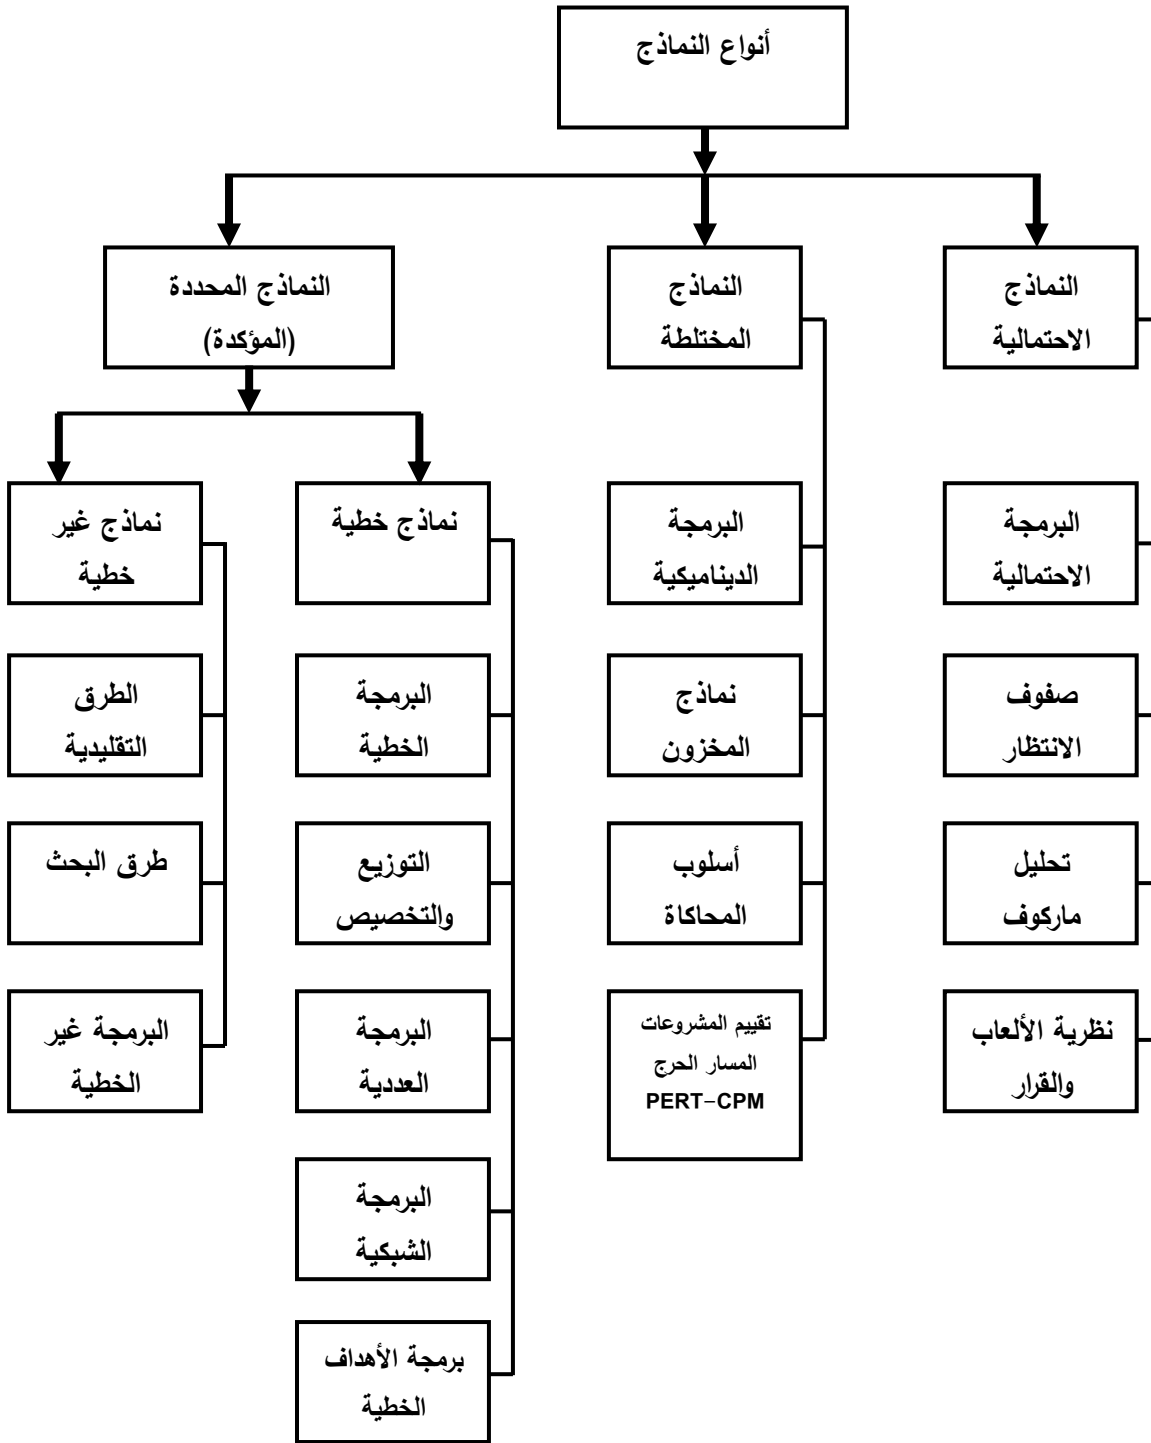 أنواع النماذج
النماذج
الاحتمالية
النماذج
المختلطة
النماذج المحددة
(المؤكدة)
البرمجة
الاحتمالية
صفوف
الانتظار
تحليل
ماركوف
نظرية الألعاب
والقرار
البرمجة
الديناميكية
نماذج
المخزون
أسلوب
المحاكاة
تقييم المشروعات
المسار الحرج
PERT-CPM
نماذج خطية
البرمجة
الخطية
التوزيع
والتخصيص
البرمجة
العددية
البرمجة
الشبكية
برمجة الأهداف
الخطية
نماذج غير
خطية
الطرق
التقليدية
طرق البحث
البرمجة غير
الخطية